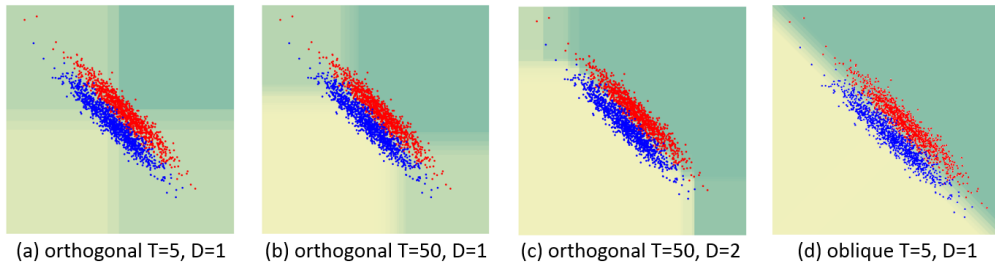 (a) orthogonal T=5, D=1
(b) orthogonal T=50, D=1
(c) orthogonal T=50, D=2
(d) oblique T=5, D=1